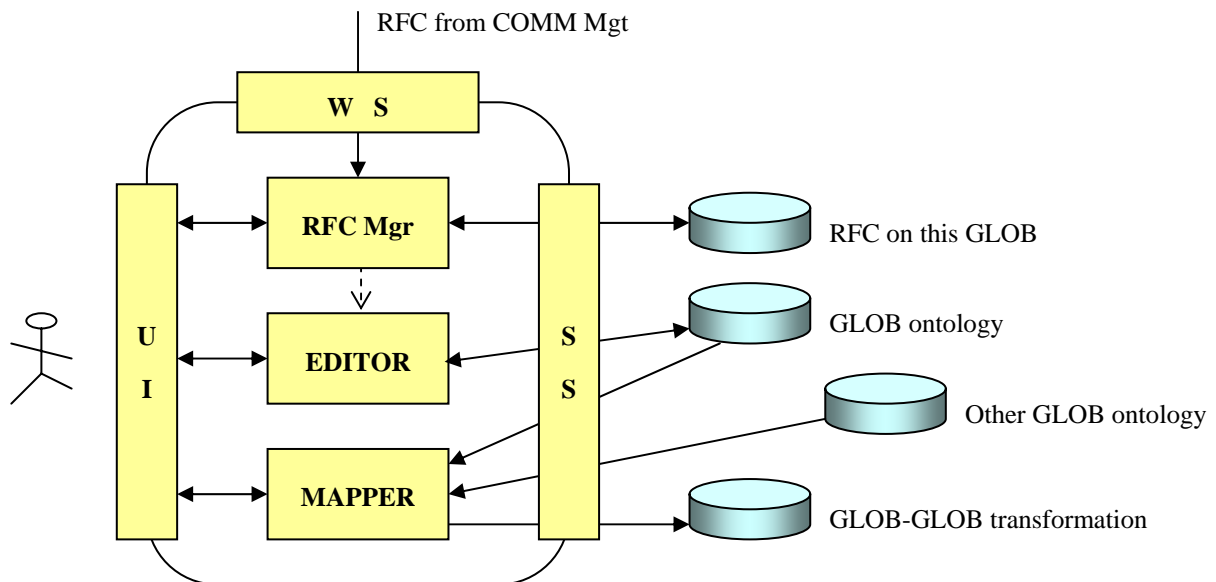 RFC from COMM Mgt
W S
RFC Mgr
RFC on this GLOB
U
I
EDITOR
S
S
GLOB ontology
Other GLOB ontology
MAPPER
GLOB-GLOB transformation